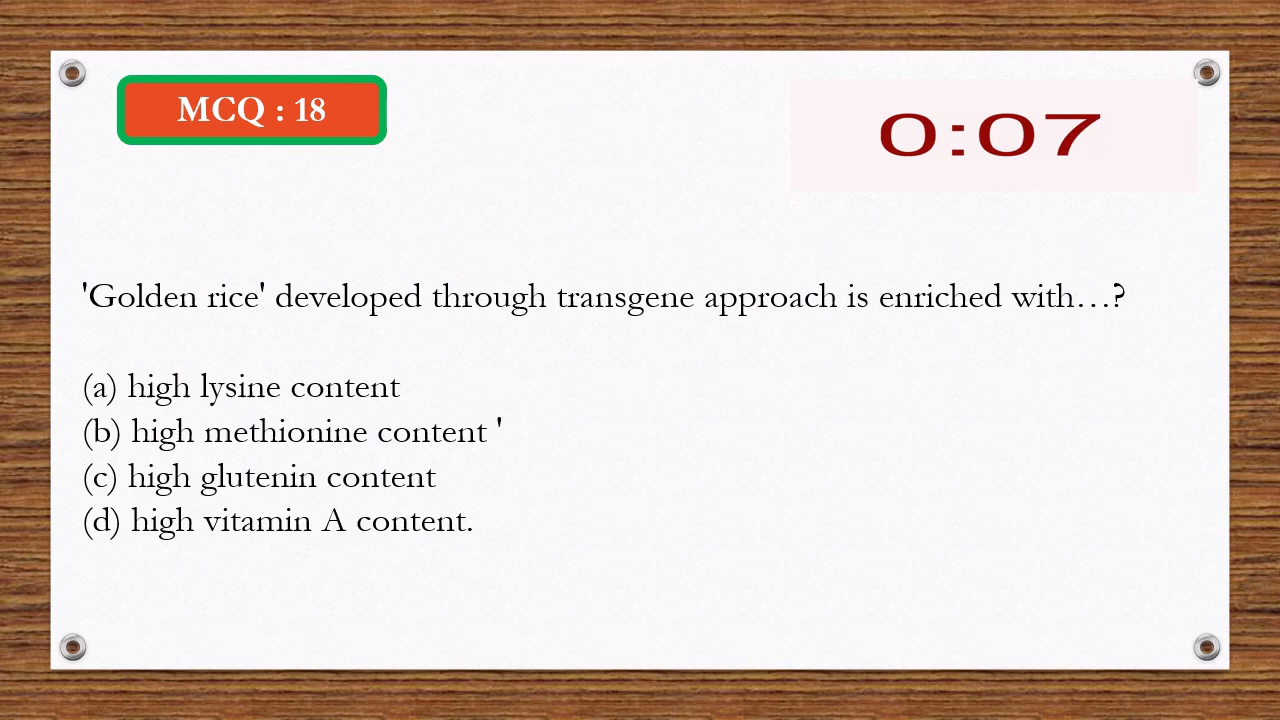 MCQ : 18
0:07
'Golden rice' developed through transgene approach is enriched with…?
(a) high lysine content
(b) high methionine content '
(c) high glutenin content
(d) high vitamin A content.